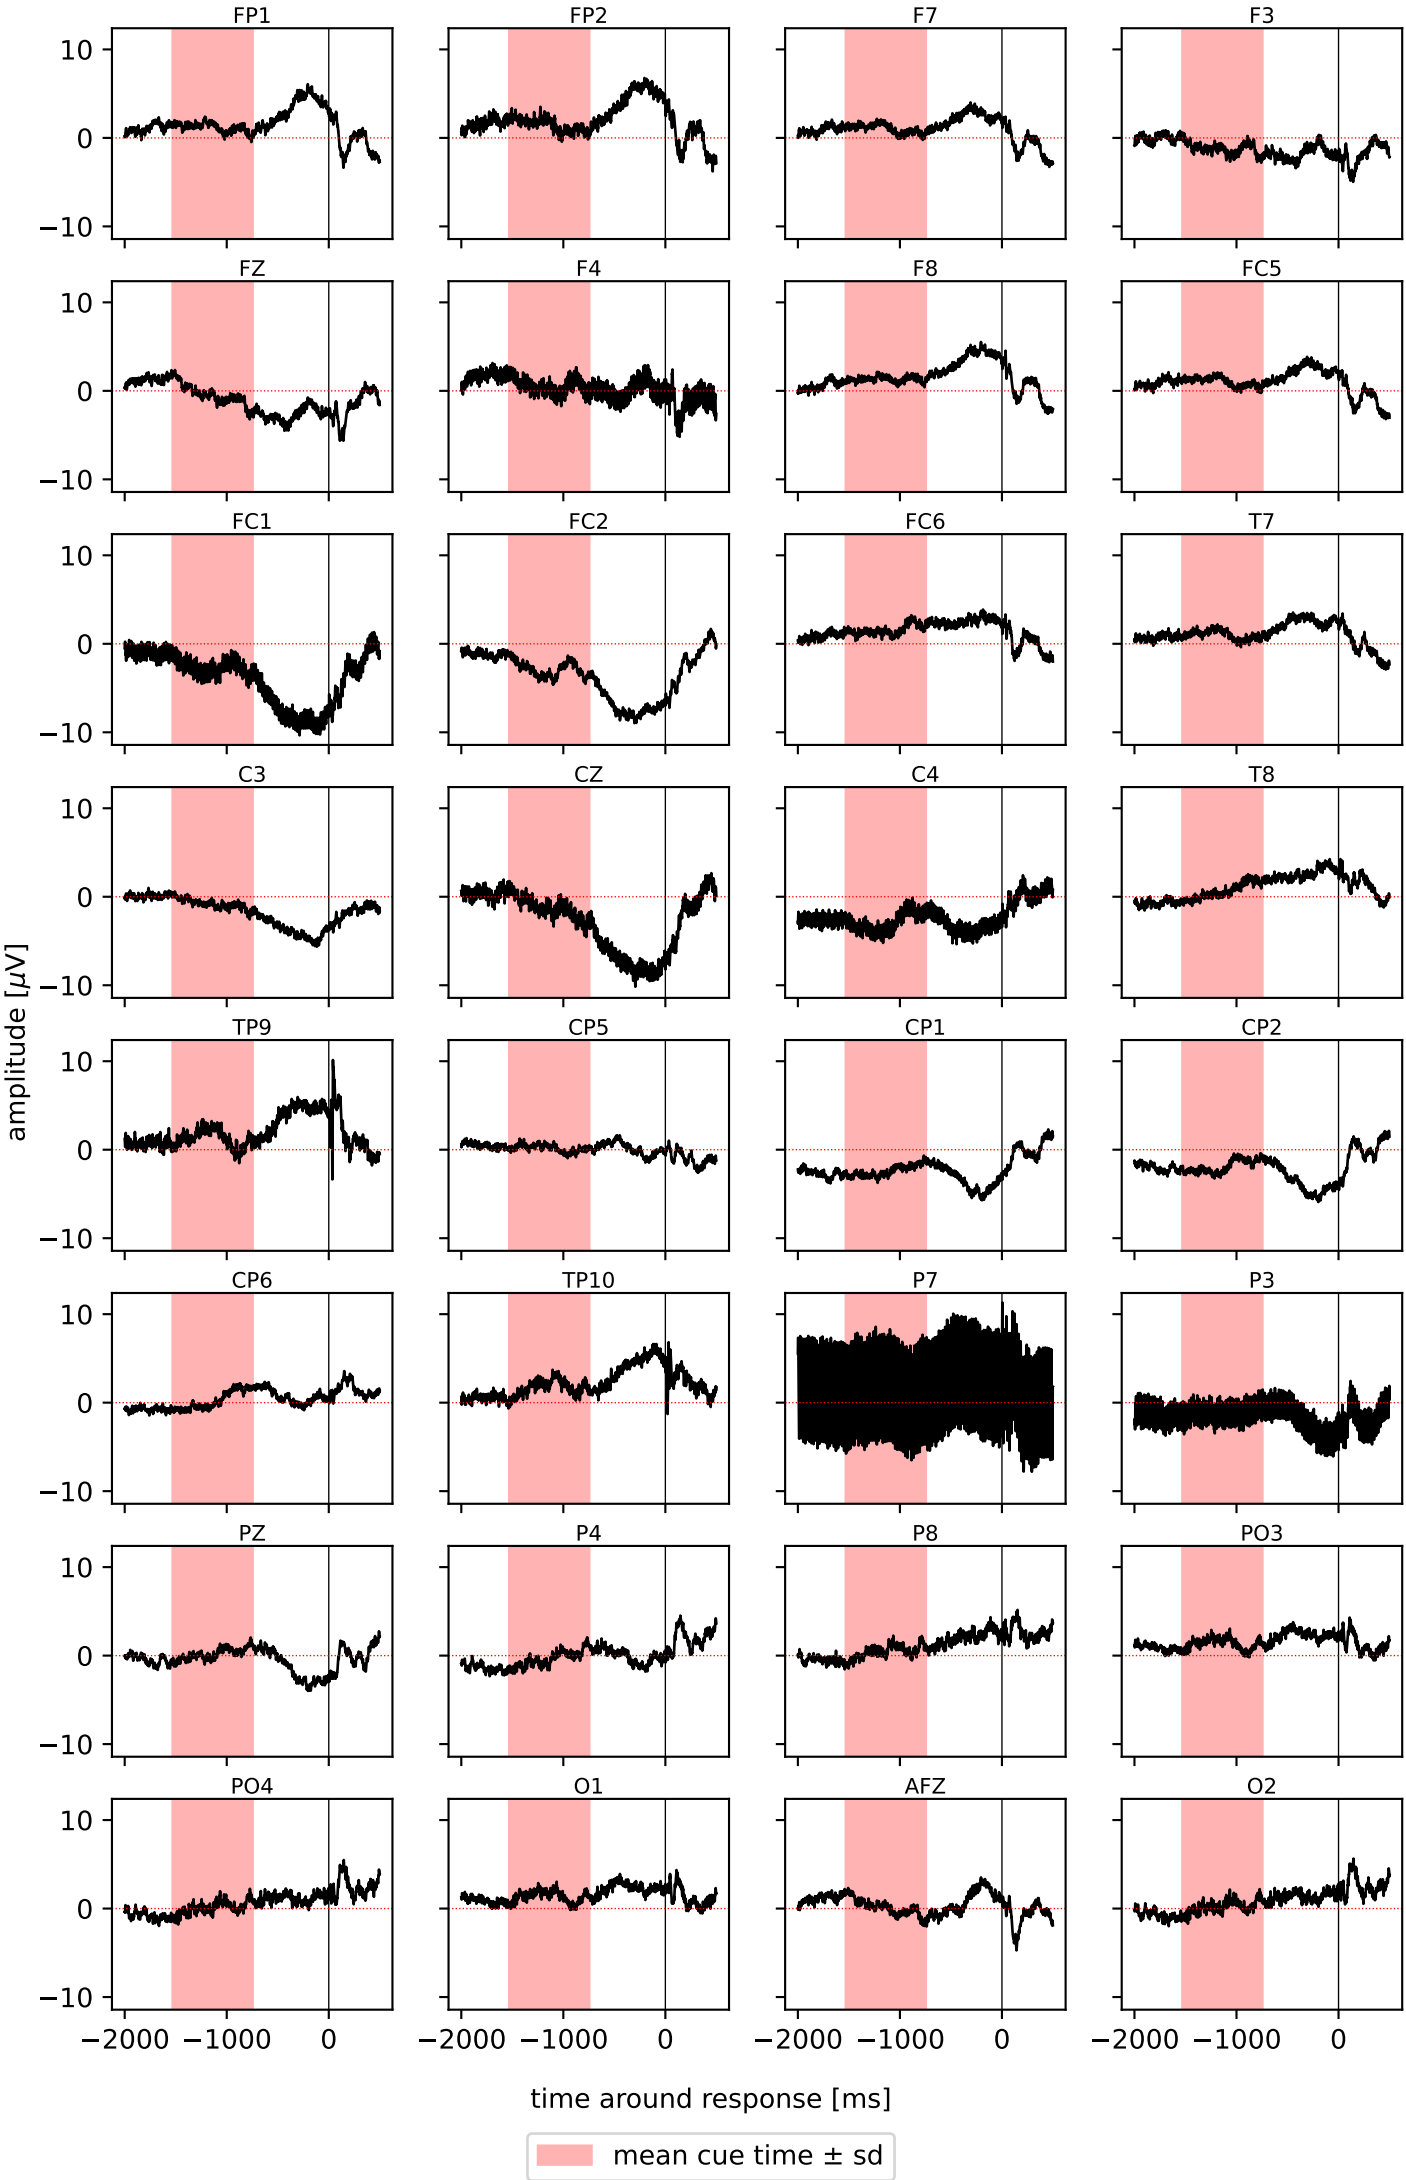 FP1 FP2 F7 F3
10
0
−10
FZ F4 F8 FC5
10
0
−10
FC1 FC2 FC6 T7
10
0
−10
C3 CZ C4 T8
10
0
−10
amplitude [μV]
TP9 CP5 CP1 CP2
10
0
−10
CP6 TP10 P7 P3
10
0
−10
PZ P4 P8 PO3
10
0
−10
PO4 O1 AFZ O2
10
0
−10
−2000 −1000 0 −2000 −1000 0 −2000 −1000 0 −2000 −1000 0
time around response [ms]
mean cue time ± sd